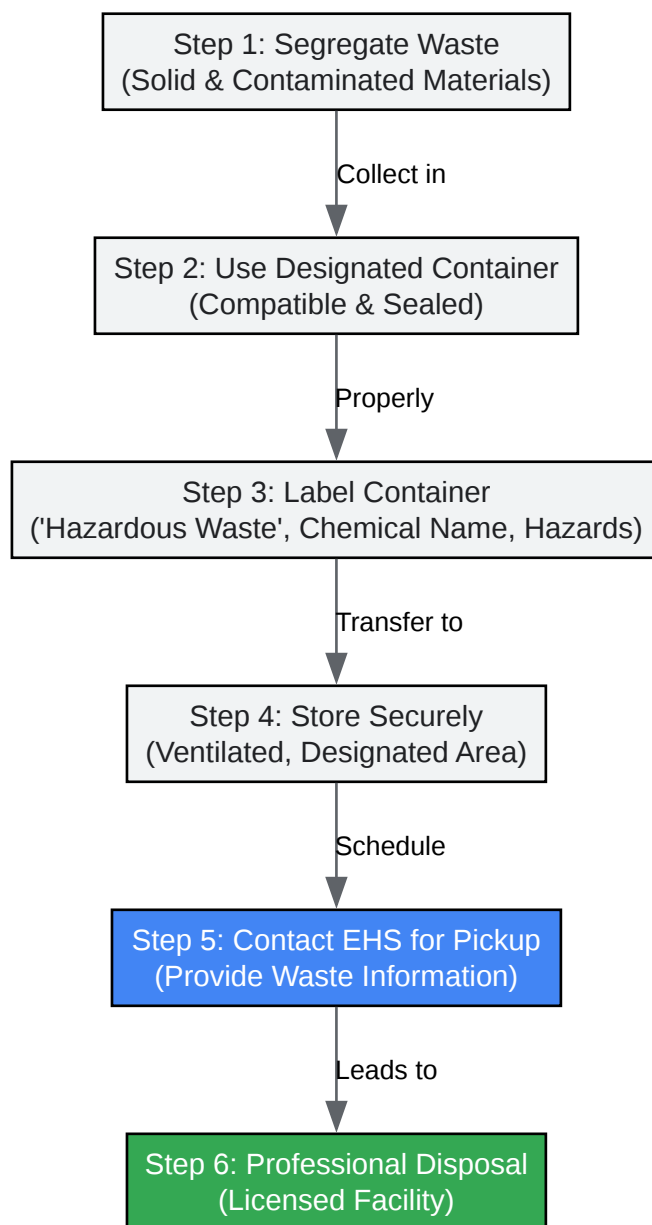 Step 1: Segregate Waste
(Solid & Contaminated Materials)
Collect in
Step 2: Use Designated Container
(Compatible & Sealed)
Properly
Step 3: Label Container
('Hazardous Waste', Chemical Name, Hazards)
Transfer to
Step 4: Store Securely
(Ventilated, Designated Area)
Schedule
Step 5: Contact EHS for Pickup
(Provide Waste Information)
Leads to
Step 6: Professional Disposal
(Licensed Facility)